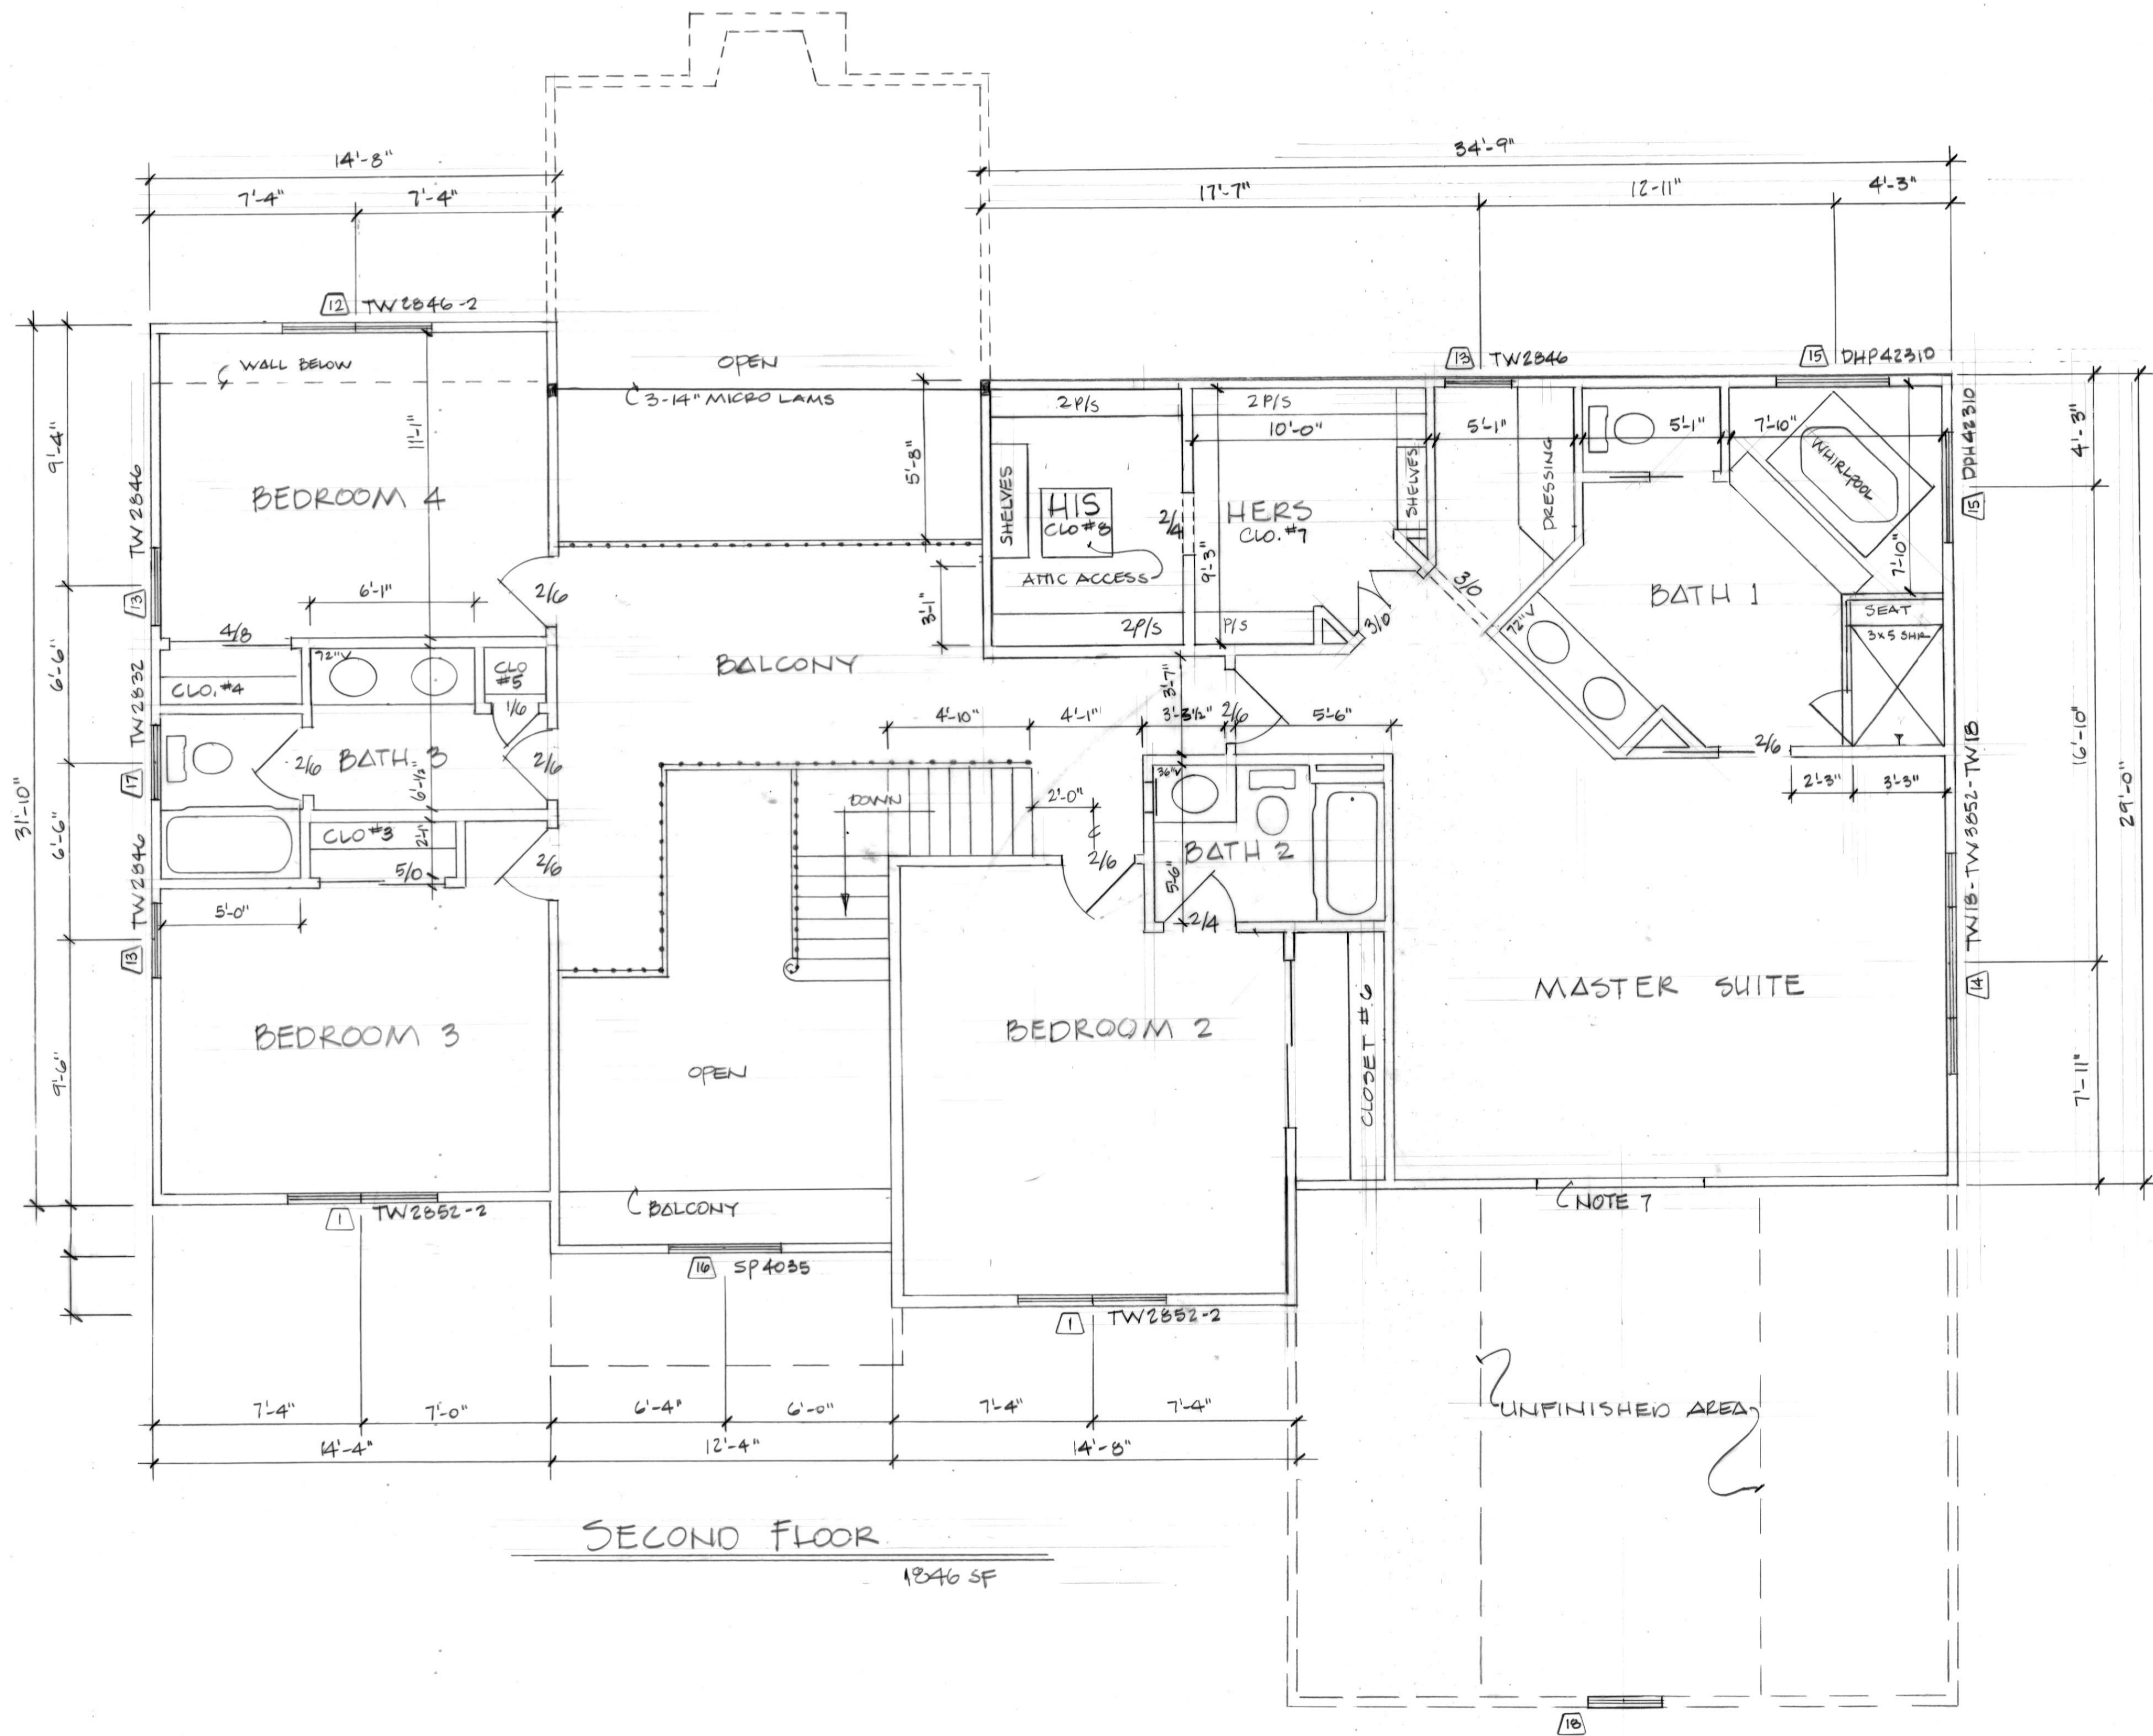 14'-8"
34'-9"
7'-4"
7'-4"
17'-7"
12-11"
4'-3"
12 TW2846-2
WALL BELOW
OPEN
3-14" MICRO LAMS
13 TW2846
15 DHP42310
2P/S
2P/S
10'-0"
5'-1"
5'-1"
7'-10"
11'-1"
5'-8"
9'-4"
31'-10"
6'-6"
6'-6"
9'-6"
TW2846
13
TW2832
17
TW2846
13
BEDROOM 4
SHELVES
HIS
CLO #8
ATTIC ACCESS
2/4
HERS
CLO. #7
9'-3"
SHELVES
DRESSING
WHIRLPOOL
7'-10"
DPH42310
15
4'-3"
6'-1"
2/6
3'-1"
2P/S
P/S
3/0
3/0
BATH 1
SEAT
3x5 SHR
4/8
72"V
CLO #5
1/6
CLO. #4
BALCONY
72"V
2/6
BATH 3
6'-1/2"
2/6
4'-10"
4'-1"
3'-3 1/2"
2/6
5'-6"
3'-7"
2/6
2'-3"
3'-3"
16'-10"
29'-0"
7'-11"
TW18-TW3852-TW18
14
DOWN
2'-0"
36"V
CLO #3
2'-1"
5/0
2/6
2/6
BATH 2
5'-6"
2/4
5'-0"
MASTER SUITE
BEDROOM 3
BEDROOM 2
CLOSET #6
OPEN
BALCONY
NOTE 7
1 TW2852-2
16 SP4035
1 TW2852-2
7'-4"
7'-0"
6'-4"
6'-0"
7'-4"
7'-4"
14'-4"
12'-4"
14'-8"
UNFINISHED AREA
SECOND FLOOR
1846 SF
18